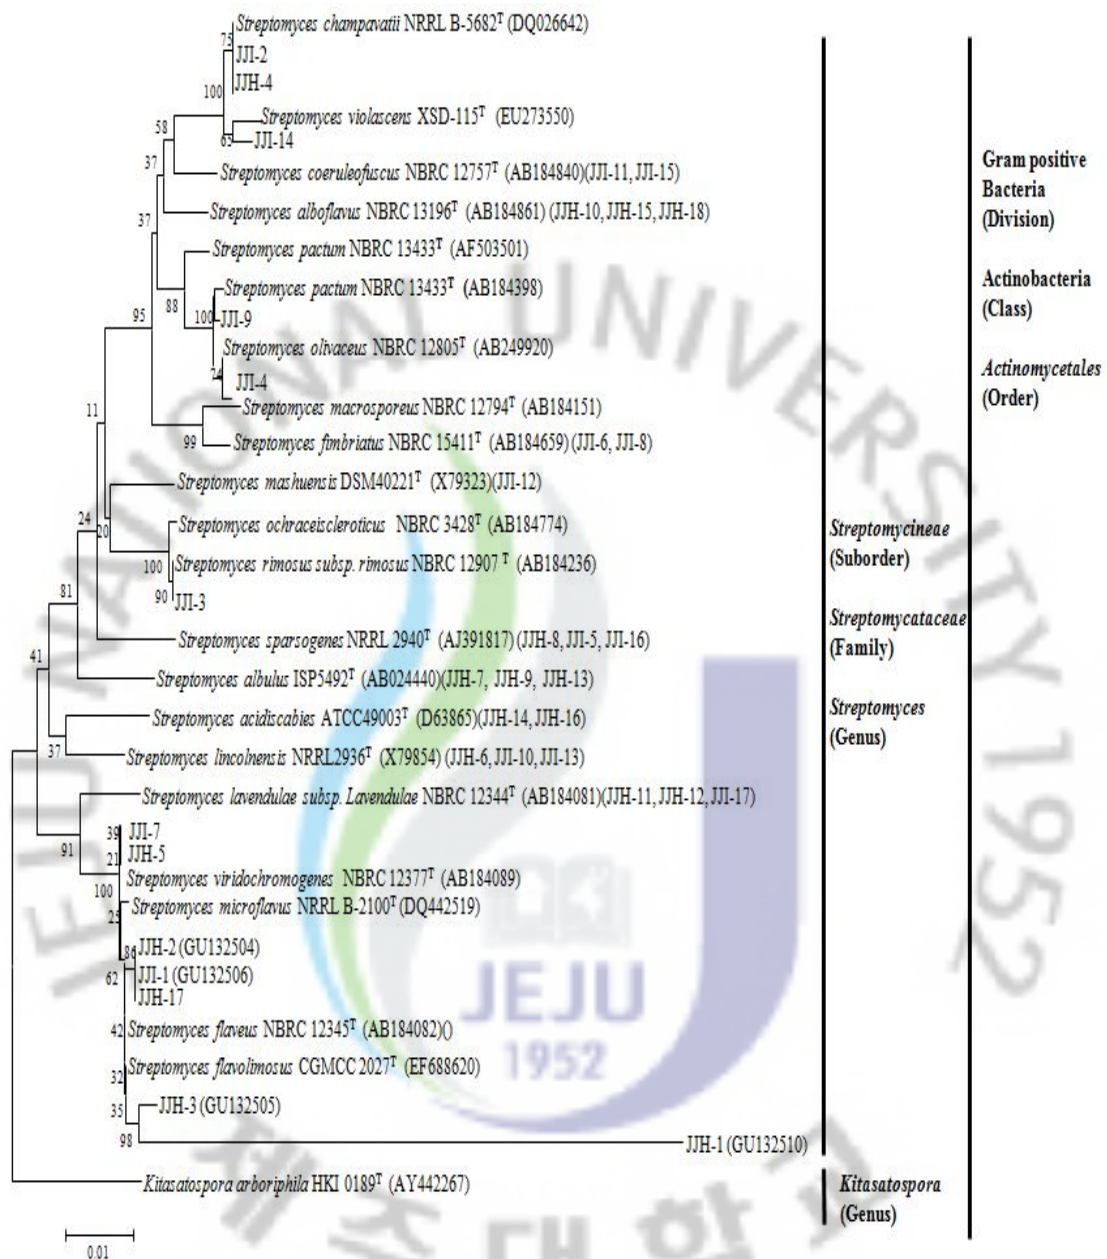 Streptomyces champavatii NRRL B-5682T (DQ026642)
75
JJI-2
JJH-4
100
Streptomyces violascens XSD-115T (EU273550)
58
65
JJI-14
37
Streptomyces coeruleofuscus NBRC 12757T (AB184840)(JJI-11, JJI-15)
Streptomyces alboflavus NBRC 13196T (AB184861) (JJH-10, JJH-15, JJH-18)
37
Streptomyces pactum NBRC 13433T (AF503501)
Streptomyces pactum NBRC 13433T (AB184398)
88
95
100
JJI-9
Streptomyces olivaceus NBRC 12805T (AB249920)
74
JJI-4
Streptomyces macrosporeus NBRC 12794T (AB184151)
11
99
Streptomyces fimbriatus NBRC 15411T (AB184659) (JJI-6, JJI-8)
Streptomyces mashuensis DSM40221T (X79323)(JJI-12)
24
20
Streptomyces ochraceiscleroticus NBRC 3428T (AB184774)
100
Streptomyces rimosus subsp. rimosus NBRC 12907 T (AB184236)
81
90
JJI-3
Streptomyces sparsogenes NRRL 2940T (AJ391817) (JJH-8, JJI-5, JJI-16)
41
Streptomyces albulus ISP5492T (AB024440)(JJH-7, JJH-9, JJH-13)
Streptomyces acidiscabies ATCC49003T (D63865)(JJH-14, JJH-16)
37
Streptomyces lincolnensis NRRL2936T (X79854) (JJH-6, JJI-10, JJI-13)
Streptomyces lavendulae subsp. Lavendulae NBRC 12344T (AB184081)(JJH-11, JJH-12, JJI-17)
39
JJI-7
91
21
JJH-5
Streptomyces viridochromogenes NBRC 12377T (AB184089)
100
Streptomyces microflavus NRRL B-2100T (DQ442519)
25
86
JJH-2 (GU132504)
62
JJI-1 (GU132506)
JJH-17
42
Streptomyces flaveus NBRC 12345T (AB184082)()
Streptomyces flavolimosus CGMCC 2027T (EF688620)
32
35
JJH-3 (GU132505)
98
JJH-1 (GU132510)
Kitasatospora arboriphila HKI 0189T (AY442267)
0.01
Gram positive
Bacteria
(Division)
Actinobacteria
(Class)
Actinomycetales
(Order)
Streptomycineae
(Suborder)
Streptomycataceae
(Family)
Streptomyces
(Genus)
Kitasatospora
(Genus)
JEJU NATIONAL UNIVERSITY 1952
JEJU
1952
제주대학교